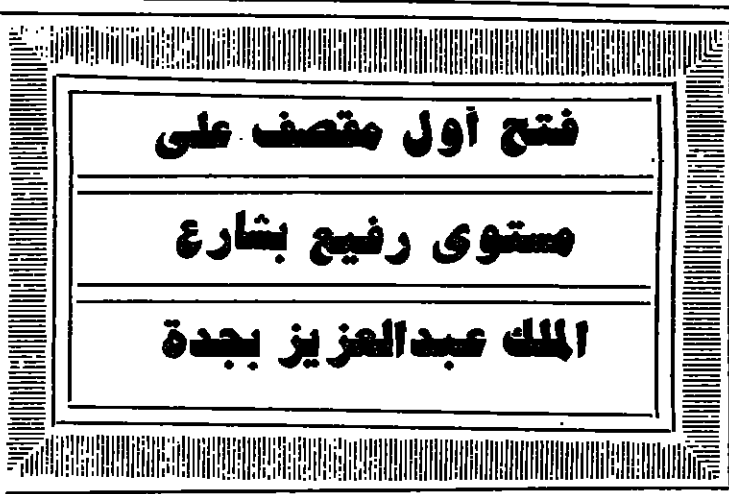 فتح أول مقصف على
مستوى رفيع بشارع
الملك عبدالعزيز بجدة